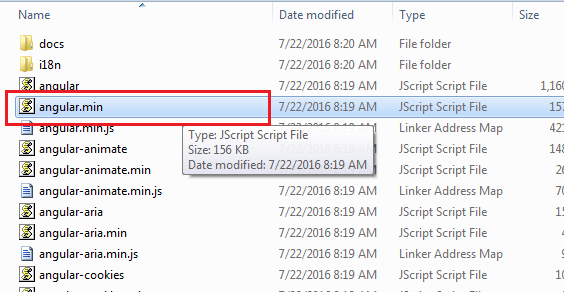 Name Date modified Type Size
docs 7/22/2016 8:20 AM File folder
i18n 7/22/2016 8:20 AM File folder
angular 7/22/2016 8:19 AM JScript Script File 1,160
angular.min 7/22/2016 8:19 AM JScript Script File 157
angular.min.js Linker Address Map 421
Type: JScript Script File
angular-animate JScript Script File 148
Size: 156 KB
angular-animate.min JScript Script File 26
Date modified: 7/22/2016 8:19 AM
angular-animate.min.js 7/22/2016 8:19 AM Linker Address Map 70
angular-aria 7/22/2016 8:19 AM JScript Script File 15
angular-aria.min 7/22/2016 8:19 AM JScript Script File 4
angular-aria.min.js 7/22/2016 8:19 AM Linker Address Map 9
angular-cookies 7/22/2016 8:19 AM JScript Script File 10